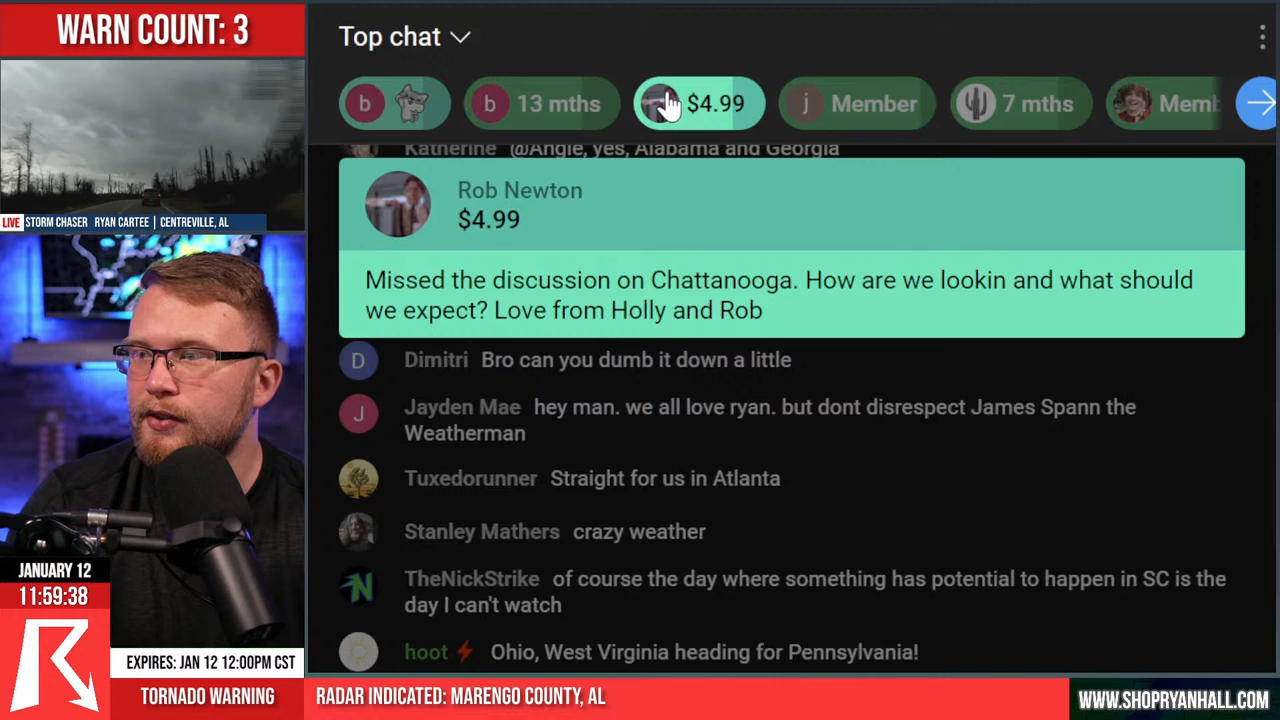 WARN COUNT: 3
Top chat
b
b 13 mths
$4.99
j Member
7 mths
Memb
Katherine @Angie, yes, Alabama and Georgia
Rob Newton
$4.99
Missed the discussion on Chattanooga. How are we lookin and what should
we expect? Love from Holly and Rob
D Dimitri Bro can you dumb it down a little
J Jayden Mae hey man. we all love ryan. but dont disrespect James Spann the
Weatherman
Tuxedorunner Straight for us in Atlanta
Stanley Mathers crazy weather
N TheNickStrike of course the day where something has potential to happen in SC is the
day I can't watch
hoot Ohio, West Virginia heading for Pennsylvania!
LIVE STORM CHASER RYAN CARTEE | CENTREVILLE, AL
JANUARY 12
11:59:38
EXPIRES: JAN 12 12:00PM CST
TORNADO WARNING
RADAR INDICATED: MARENGO COUNTY, AL
WWW.SHOPRYANHALL.COM